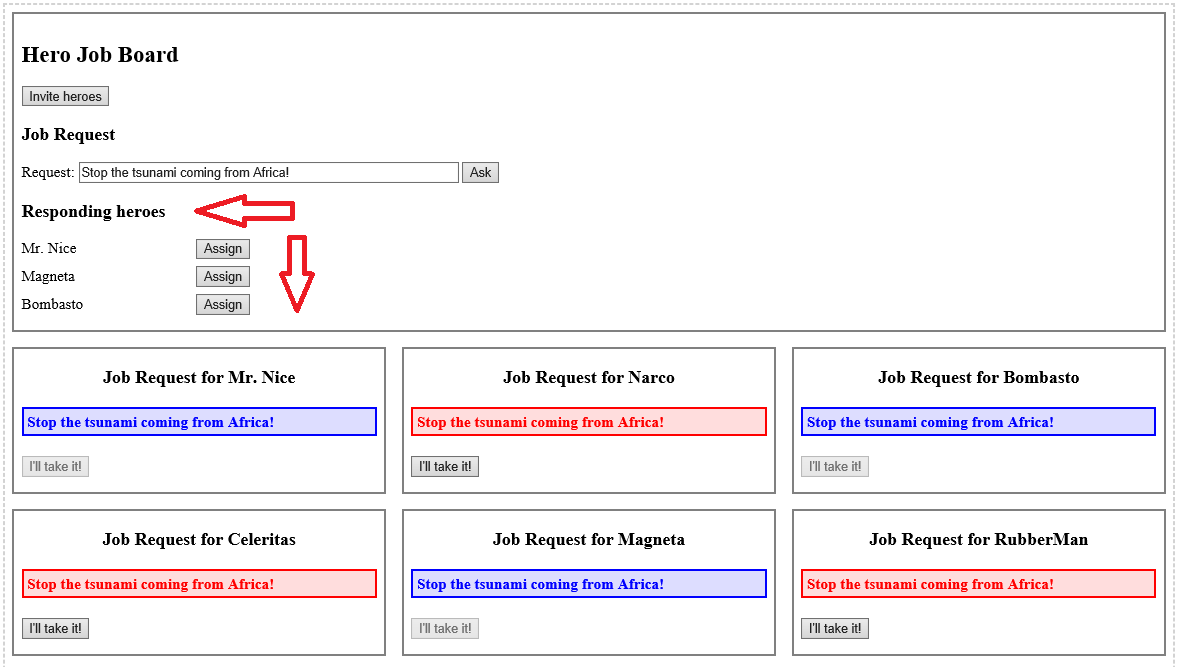 Hero Job Board
Invite heroes
Job Request
Request: Stop the tsunami coming from Africa! Ask
Responding heroes
Mr. Nice Assign
Magneta Assign
Bombasto Assign
Job Request for Mr. Nice
Stop the tsunami coming from Africa!
I'll take it!
Job Request for Narco
Stop the tsunami coming from Africa!
I'll take it!
Job Request for Bombasto
Stop the tsunami coming from Africa!
I'll take it!
Job Request for Celeritas
Stop the tsunami coming from Africa!
I'll take it!
Job Request for Magneta
Stop the tsunami coming from Africa!
I'll take it!
Job Request for RubberMan
Stop the tsunami coming from Africa!
I'll take it!